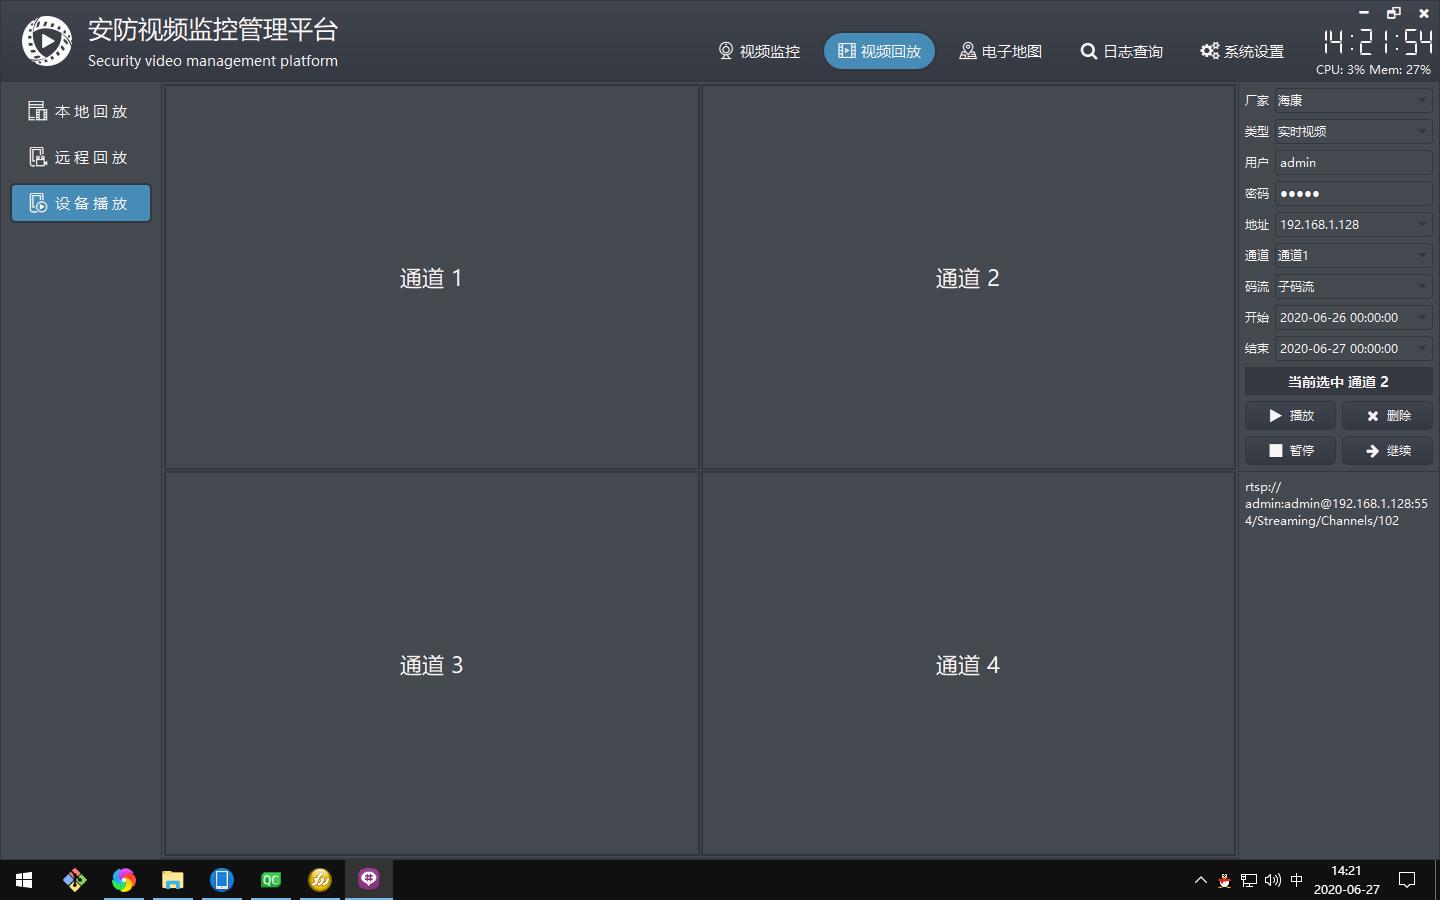 安防视频监控管理平台
Security video management platform
视频监控
视频回放
电子地图
日志查询
系统设置
14:21:54
CPU: 3% Mem: 27%
本地回放
远程回放
设备播放
通道 1
通道 2
通道 3
通道 4
厂家 海康
类型 实时视频
用户 admin
密码 ●●●●●
地址 192.168.1.128
通道 通道1
码流 子码流
开始 2020-06-26 00:00:00
结束 2020-06-27 00:00:00
当前选中 通道 2
播放 删除
暂停 继续
rtsp://
admin:admin@192.168.1.128:55
4/Streaming/Channels/102
QC
中
14:21
2020-06-27